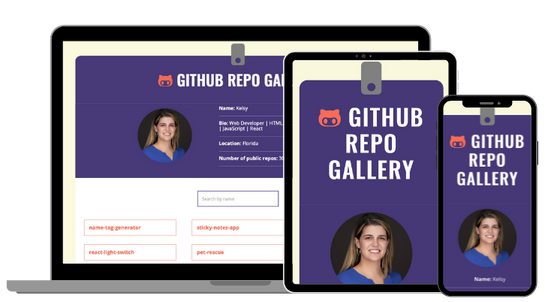 GITHUB REPO GAL
Name: Kelsy
Bio: Web Developer | HTML
| JavaScript | React
Location: Florida
Number of public repos: 30
Search by name
name-tag-generator
sticky-notes-app
react-light-switch
pet-rescue
GITHUB
REPO
GALLERY
GITHUB
REPO
GALLERY
Name: Kelsy